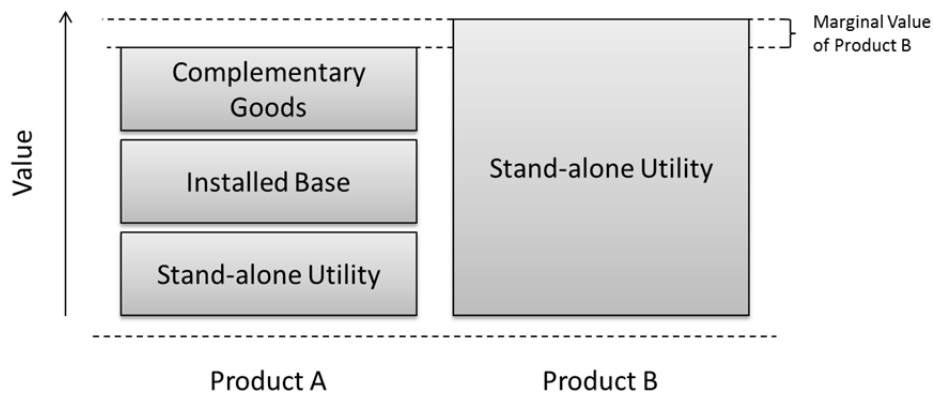 Marginal Value
of Product B
Complementary
Goods
Value
Installed Base
Stand-alone Utility
Stand-alone Utility
Product A
Product B